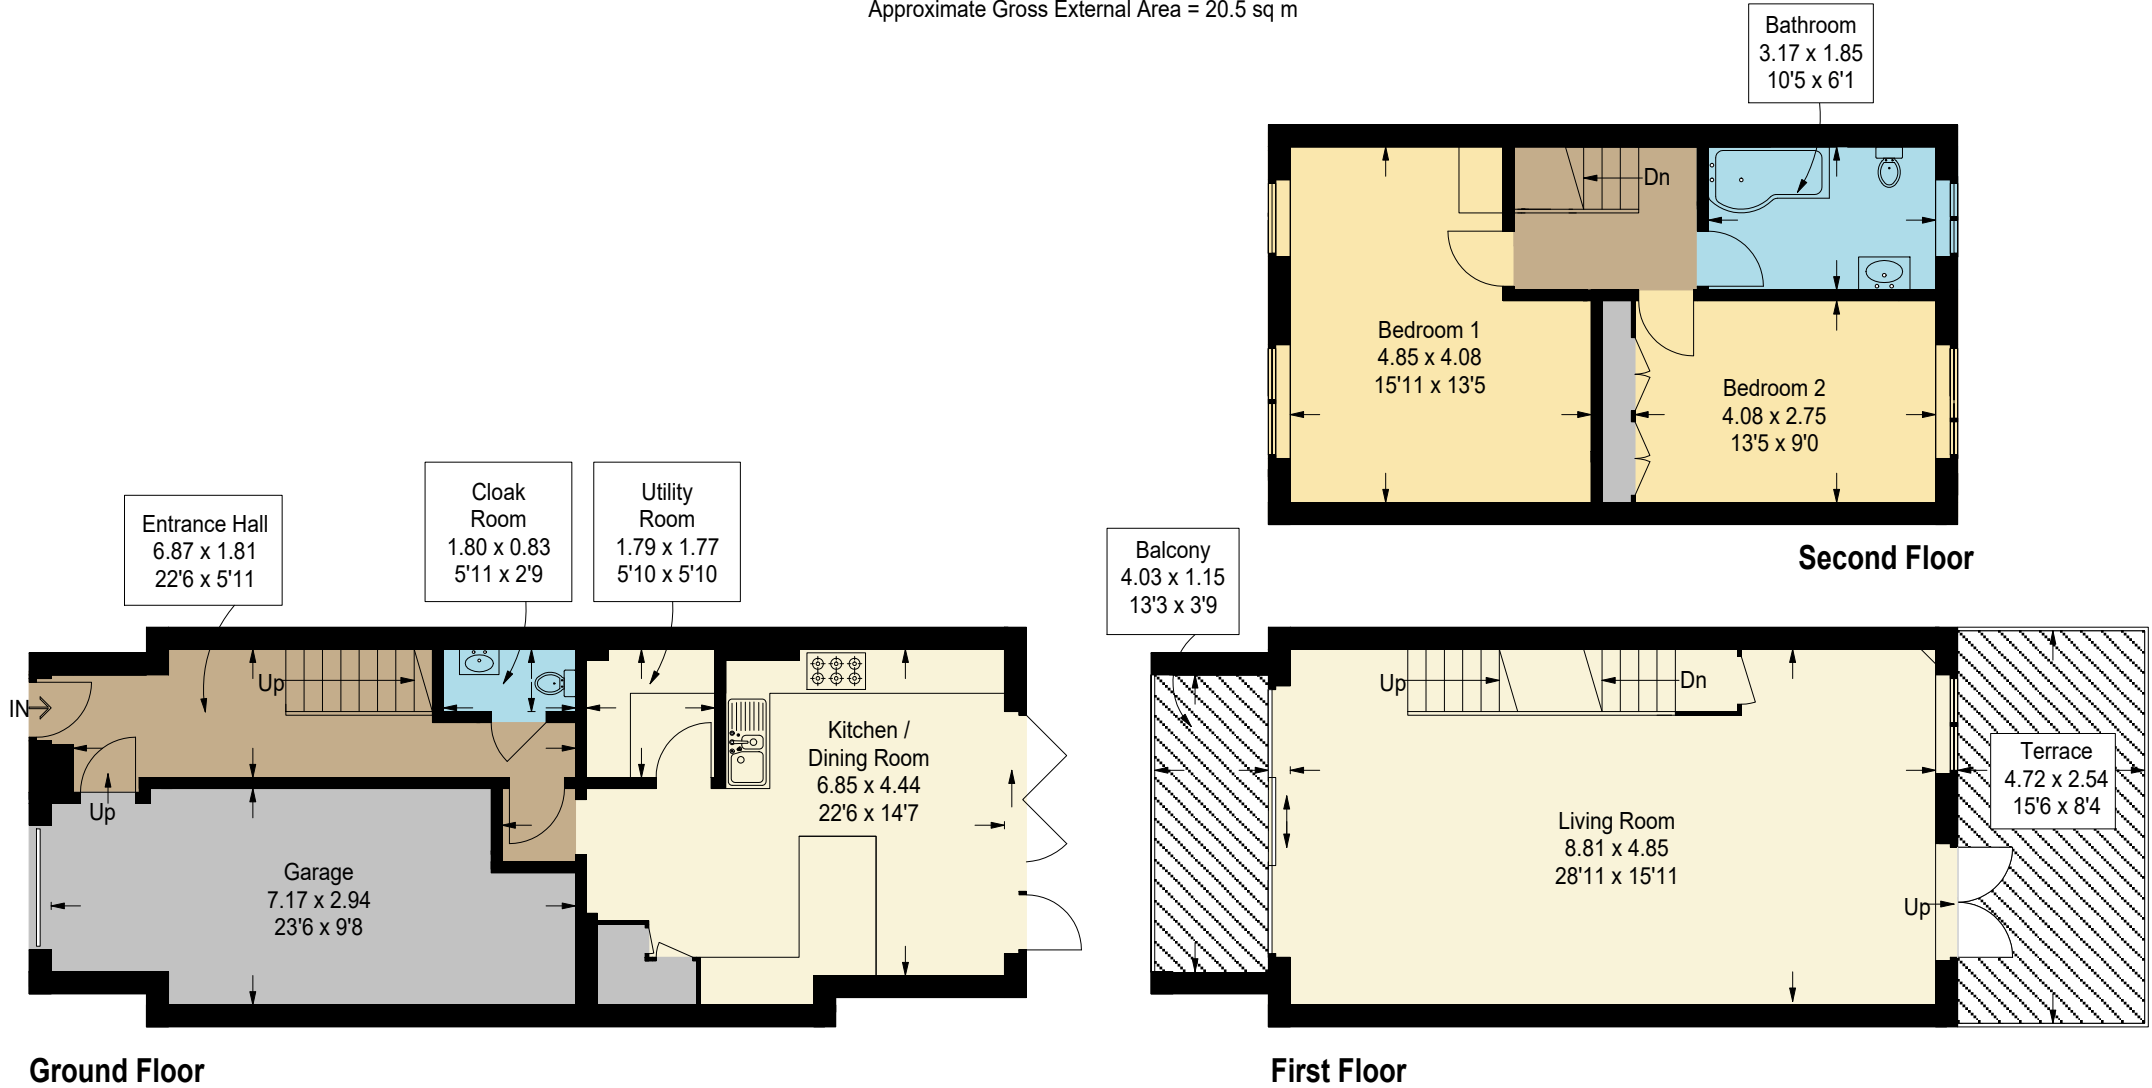 Approximate Gross External Area = 20.5 sq m
Bathroom
3.17 x 1.85
10'5 x 6'1
Dn
Bedroom 1
4.85 x 4.08
15'11 x 13'5
Bedroom 2
4.08 x 2.75
13'5 x 9'0
Second Floor
Entrance Hall
6.87 x 1.81
22'6 x 5'11
Cloak
Room
1.80 x 0.83
5'11 x 2'9
Utility
Room
1.79 x 1.77
5'10 x 5'10
IN
Up
Up
Kitchen /
Dining Room
6.85 x 4.44
22'6 x 14'7
Garage
7.17 x 2.94
23'6 x 9'8
Ground Floor
Balcony
4.03 x 1.15
13'3 x 3'9
Up
Dn
Living Room
8.81 x 4.85
28'11 x 15'11
Terrace
4.72 x 2.54
15'6 x 8'4
Up
First Floor